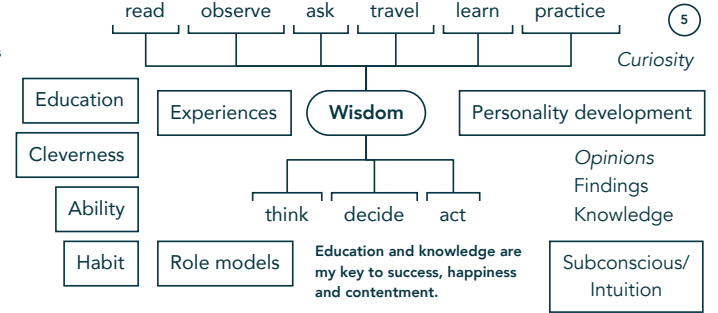 read observe ask travel learn practice
5
Curiosity
Education
Experiences
Wisdom
Personality development
Cleverness
Opinions
Findings
Ability
Knowledge
think decide act
Habit
Role models
Education and knowledge are
my key to success, happiness
and contentment.
Subconscious/
Intuition